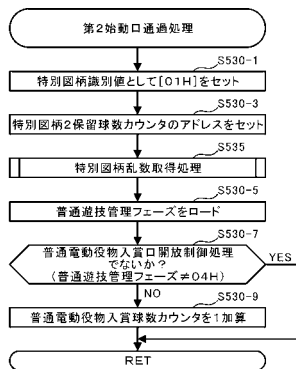 第2始動口通過処理
S530-1
特別図柄識別値として[01H]をセット
S530-3
特別図柄2保留球数カウンタのアドレスをセット
S535
特別図柄乱数取得処理
S530-5
普通遊技管理フェーズをロード
S530-7
普通電動役物入賞口開放制御処理
でないか?
(普通遊技管理フェーズ≠04H)
YES
NO
S530-9
普通電動役物入賞球数カウンタを1加算
RET